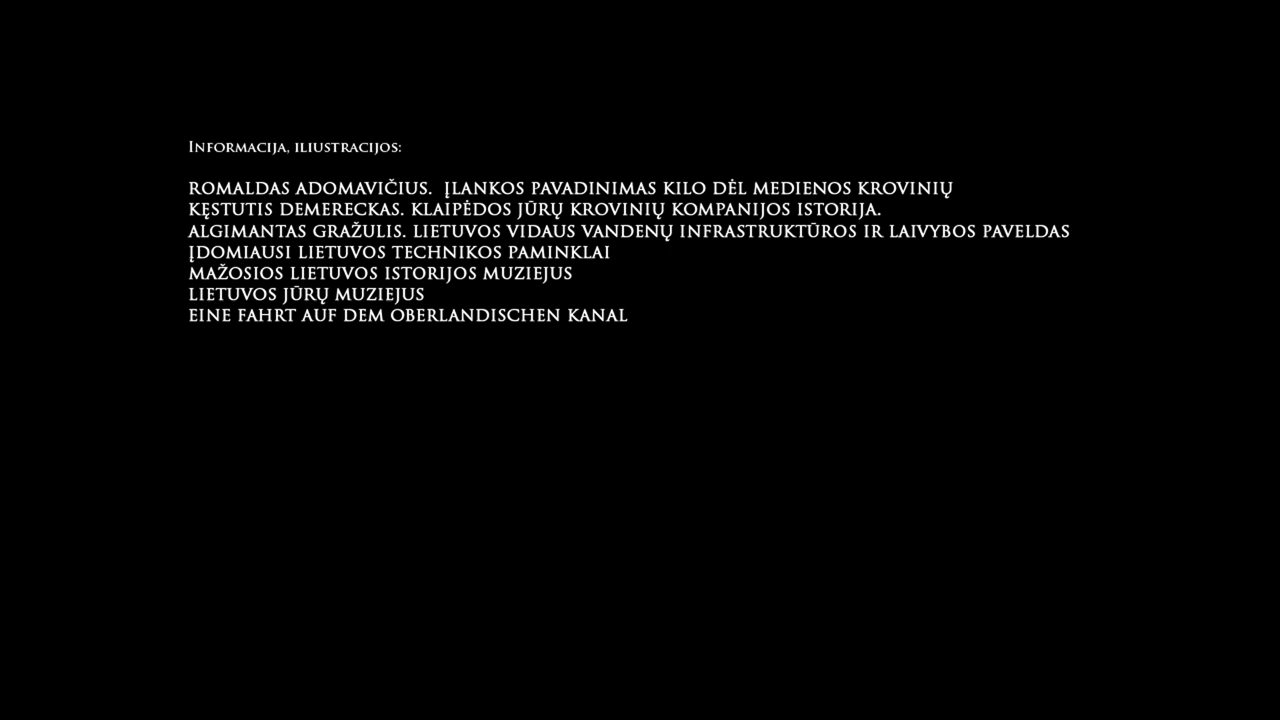 Informacija, iliustracijos:
ROMALDAS ADOMAVIČIUS.  ĮLANKOS PAVADINIMAS KILO DĖL MEDIENOS KROVINIŲ
KĘSTUTIS DEMERECKAS. KLAIPĖDOS JŪRŲ KROVINIŲ KOMPANIJOS ISTORIJA.
ALGIMANTAS GRAŽULIS. LIETUVOS VIDAUS VANDENŲ INFRASTRUKTŪROS IR LAIVYBOS PAVELDAS
ĮDOMIAUSI LIETUVOS TECHNIKOS PAMINKLAI
MAŽOSIOS LIETUVOS ISTORIJOS MUZIEJUS
LIETUVOS JŪRŲ MUZIEJUS
EINE FAHRT AUF DEM OBERLANDISCHEN KANAL